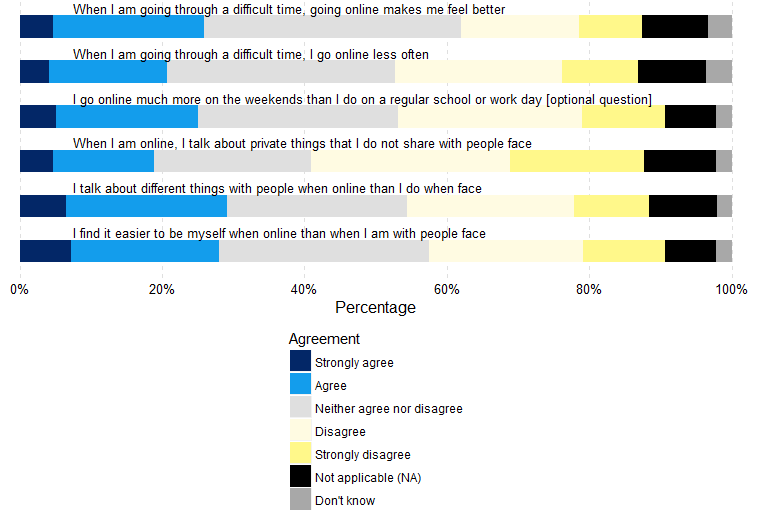 When I am going through a difficult time, going online makes me feel better
When I am going through a difficult time, I go online less often
I go online much more on the weekends than I do on a regular school or work day [optional question]
When I am online, I talk about private things that I do not share with people face
I talk about different things with people when online than I do when face
I find it easier to be myself when online than when I am with people face
0% 20% 40% 60% 80% 100%
Percentage
Agreement
Strongly agree
Agree
Neither agree nor disagree
Disagree
Strongly disagree
Not applicable (NA)
Don't know